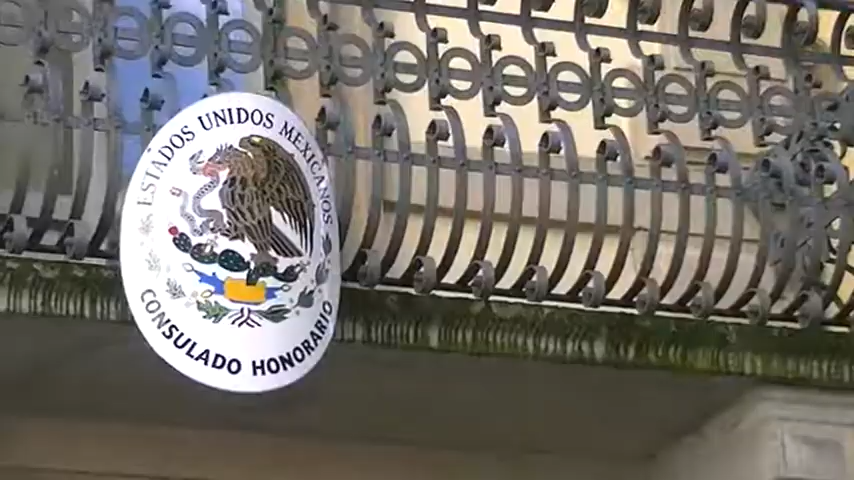 ESTADOS UNIDOS MEXICANOS
CONSULADO HONORARIO